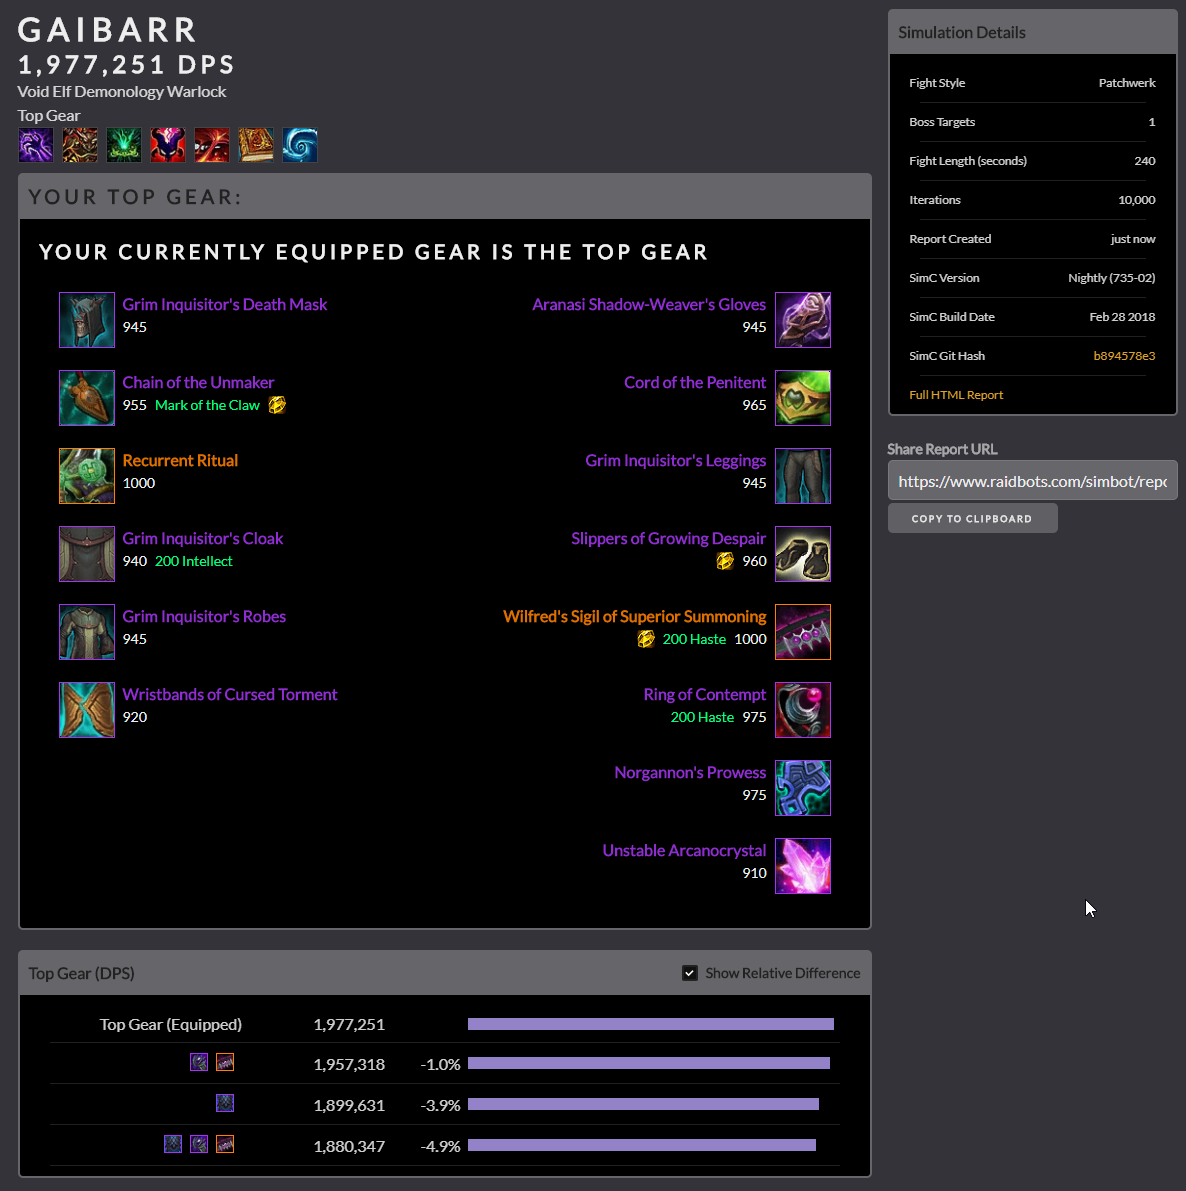 GAIBARR
1,977,251 DPS
Void Elf Demonology Warlock
Top Gear
YOUR TOP GEAR:
YOUR CURRENTLY EQUIPPED GEAR IS THE TOP GEAR
Grim Inquisitor's Death Mask
945
Chain of the Unmaker
955 Mark of the Claw
Recurrent Ritual
1000
Grim Inquisitor's Cloak
940 200 Intellect
Grim Inquisitor's Robes
945
Wristbands of Cursed Torment
920
Aranasi Shadow-Weaver's Gloves
945
Cord of the Penitent
965
Grim Inquisitor's Leggings
945
Slippers of Growing Despair
960
Wilfred's Sigil of Superior Summoning
200 Haste 1000
Ring of Contempt
200 Haste 975
Norgannon's Prowess
975
Unstable Arcanocrystal
910
Top Gear (DPS) Show Relative Difference
Top Gear (Equipped) 1,977,251
1,957,318 -1.0%
1,899,631 -3.9%
1,880,347 -4.9%
Simulation Details
Fight Style Patchwerk
Boss Targets 1
Fight Length (seconds) 240
Iterations 10,000
Report Created just now
SimC Version Nightly (735-02)
SimC Build Date Feb 28 2018
SimC Git Hash b894578e3
Full HTML Report
Share Report URL
https://www.raidbots.com/simbot/repo
COPY TO CLIPBOARD